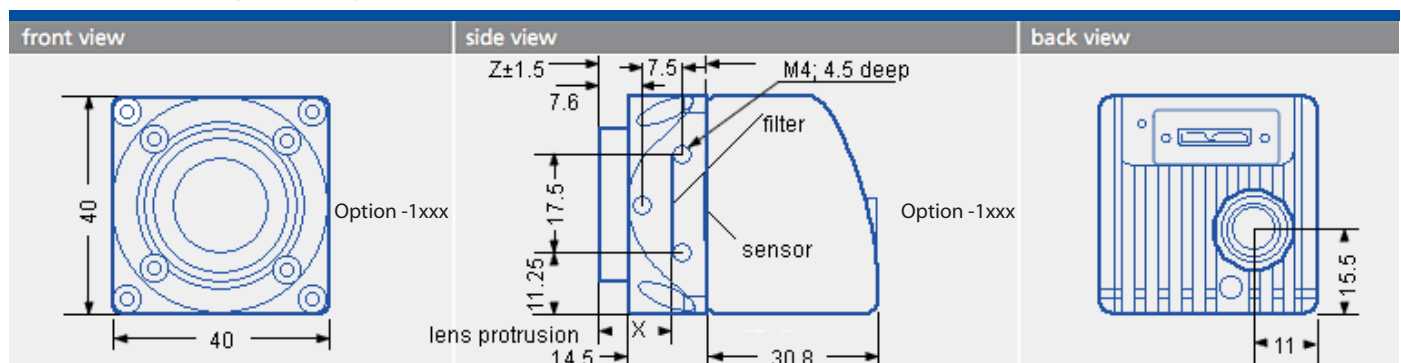 front view
side view
back view
Z±1.5
7.5
M4; 4.5 deep
7.6
filter
40
Option -1xxx
17.5
Option -1xxx
sensor
11.25
15.5
lens protrusion
X
40
11
14.5
30.8